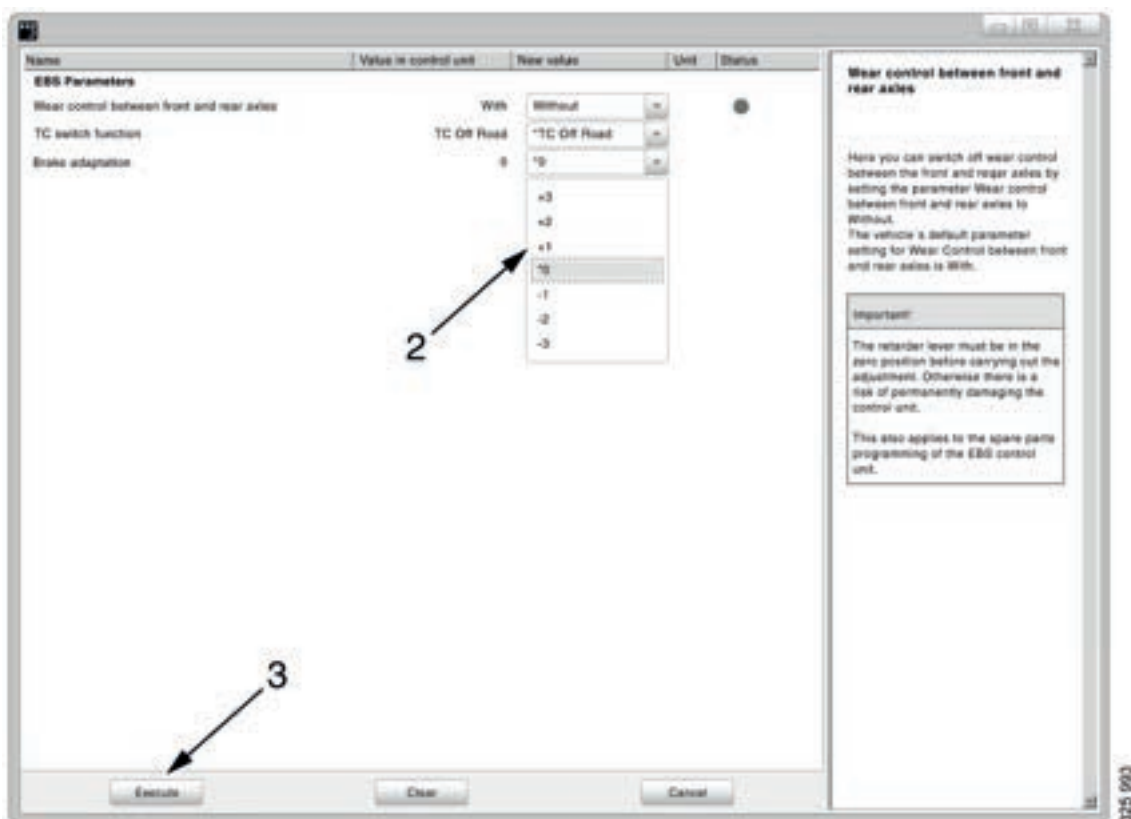 Name Value in control unit New value Unit Status
EBS Parameters
Wear control between front and rear axles With Without
TC switch function TC Off Road *TC Off Road
Brake adaptation 0 *0
+3
+2
+1
*0
-1
-2
-3
2
3
Execute Clear Cancel
Wear control between front and
rear axles
Here you can switch off wear control
between the front and reqar axles by
setting the parameter Wear control
between front and rear axles to
Without.
The vehicle's default parameter
setting for Wear Control between front
and rear axles is With.
Important!
The retarder lever must be in the
zero position before carrying out the
adjustment. Otherwise there is a
risk of permanently damaging the
control unit.
This also applies to the spare parts
programming of the EBS control
unit.
325 993